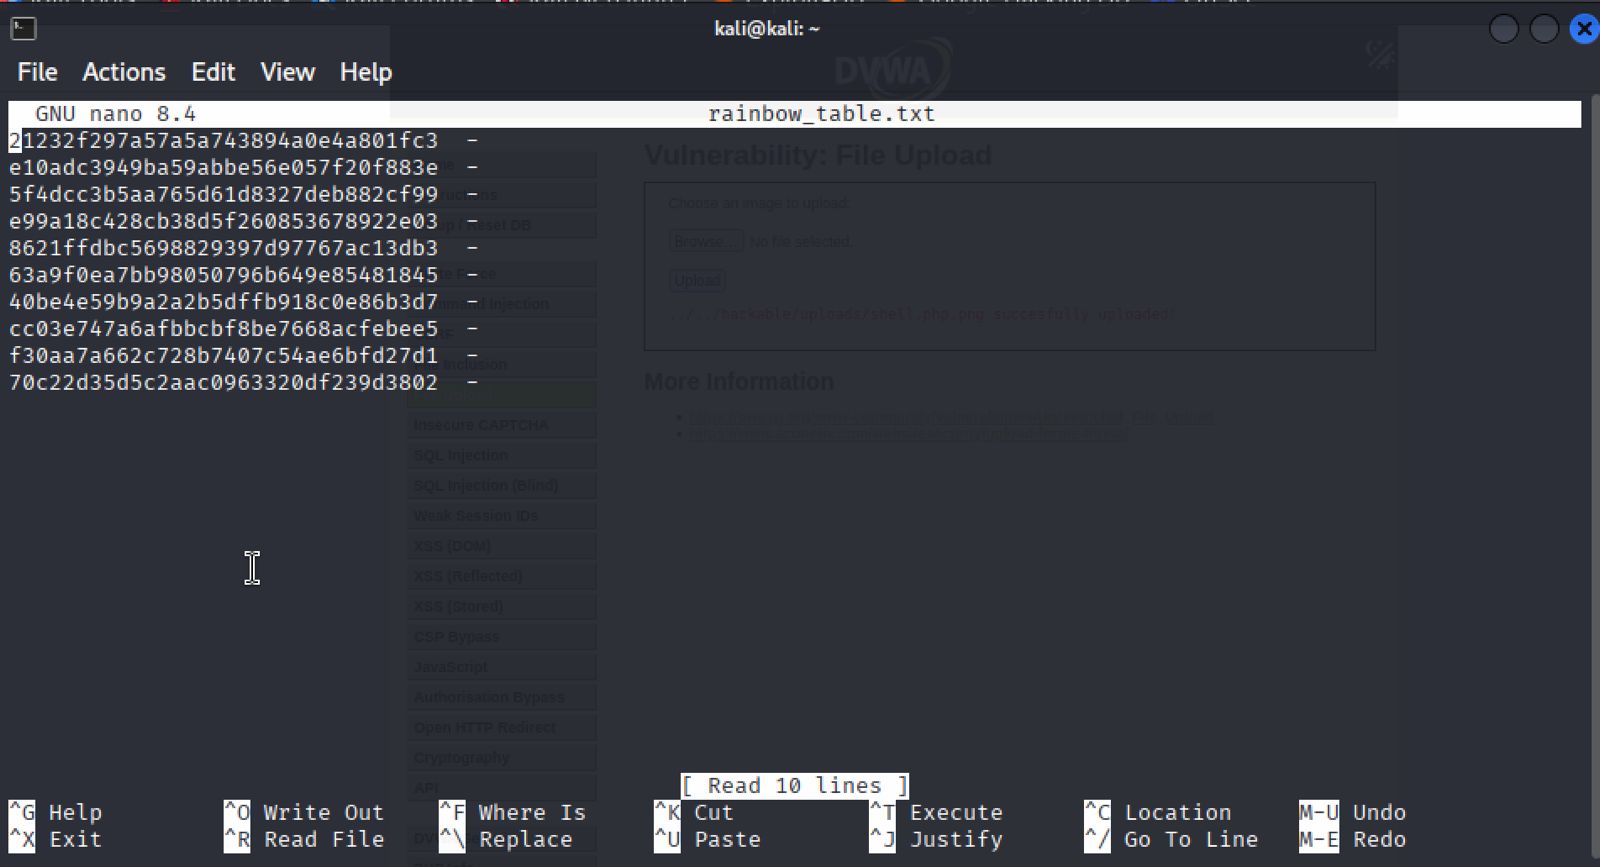 kali@kali: ~
File Actions Edit View Help
GNU nano 8.4 rainbow_table.txt
21232f297a57a5a743894a0e4a801fc3 -
e10adc3949ba59abbe56e057f20f883e -
5f4dcc3b5aa765d61d8327deb882cf99 -
e99a18c428cb38d5f260853678922e03 -
8621ffdbc5698829397d97767ac13db3 -
63a9f0ea7bb98050796b649e85481845 -
40be4e59b9a2a2b5dffb918c0e86b3d7 -
cc03e747a6afbbcbf8be7668acfebee5 -
f30aa7a662c728b7407c54ae6bfd27d1 -
70c22d35d5c2aac0963320df239d3802 -
DVWA
Vulnerability: File Upload
Choose an image to upload:
Browse... No file selected.
Upload
../../hackable/uploads/shell.php.png succesfully uploaded!
More Information
Insecure CAPTCHA
SQL Injection
SQL Injection (Blind)
Weak Session IDs
XSS (DOM)
XSS (Reflected)
XSS (Stored)
CSP Bypass
JavaScript
Authorisation Bypass
Open HTTP Redirect
Cryptography
API
[ Read 10 lines ]
^G Help ^O Write Out ^F Where Is ^K Cut ^T Execute ^C Location M-U Undo
^X Exit ^R Read File ^\ Replace ^U Paste ^J Justify ^/ Go To Line M-E Redo